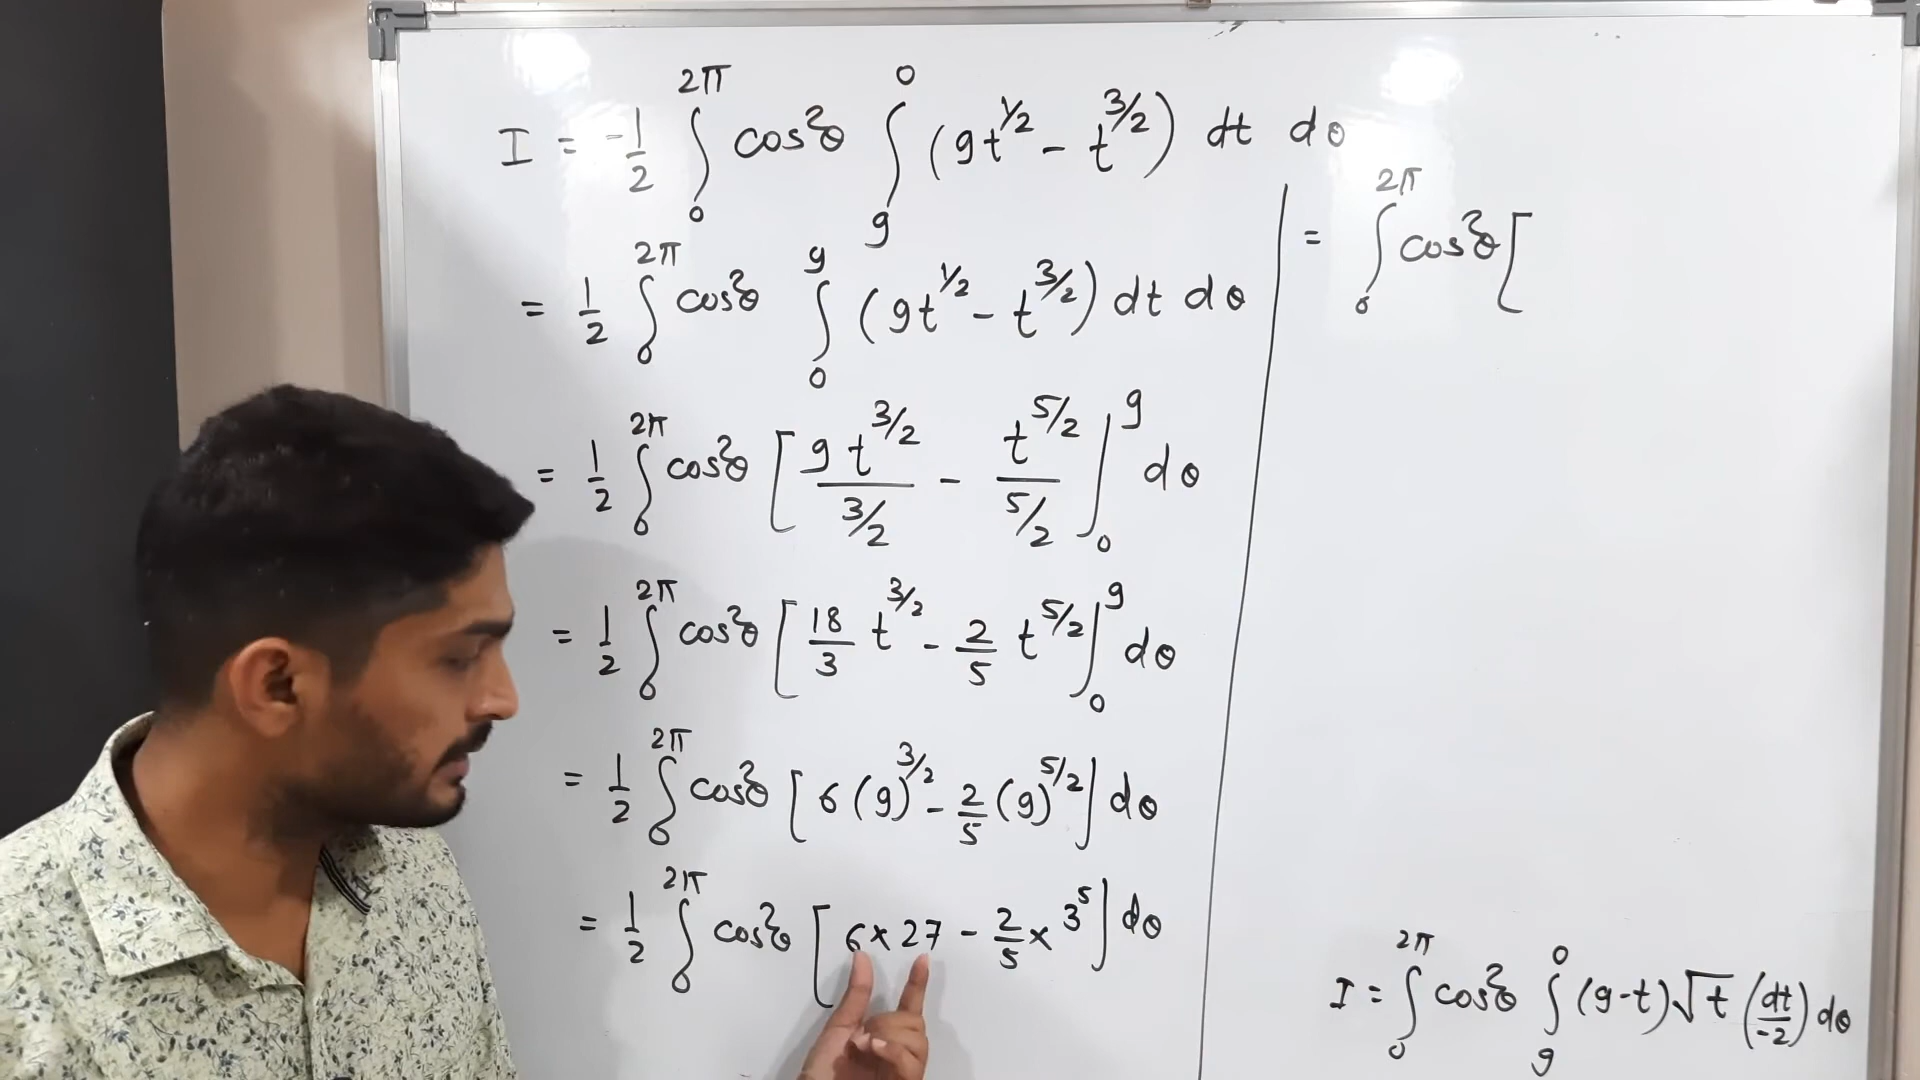 I = -1/2 ∫₀^2π cos²θ ∫₉^0 (9t^1/2 - t^3/2) dt dθ
= 1/2 ∫₀^2π cos²θ ∫₀^9 (9t^1/2 - t^3/2) dt dθ
= 1/2 ∫₀^2π cos²θ [9 t^3/2 / 3/2 - t^5/2 / 5/2]₀^9 dθ
= 1/2 ∫₀^2π cos²θ [18/3 t^3/2 - 2/5 t^5/2]₀^9 dθ
= 1/2 ∫₀^2π cos²θ [6 (9)^3/2 - 2/5 (9)^5/2] dθ
= 1/2 ∫₀^2π cos²θ [6 × 27 - 2/5 × 3^5] dθ
= ∫₀^2π cos²θ [
I = ∫₀^2π cos²θ ∫₉^0 (9-t) √t (dt/-2) dθ